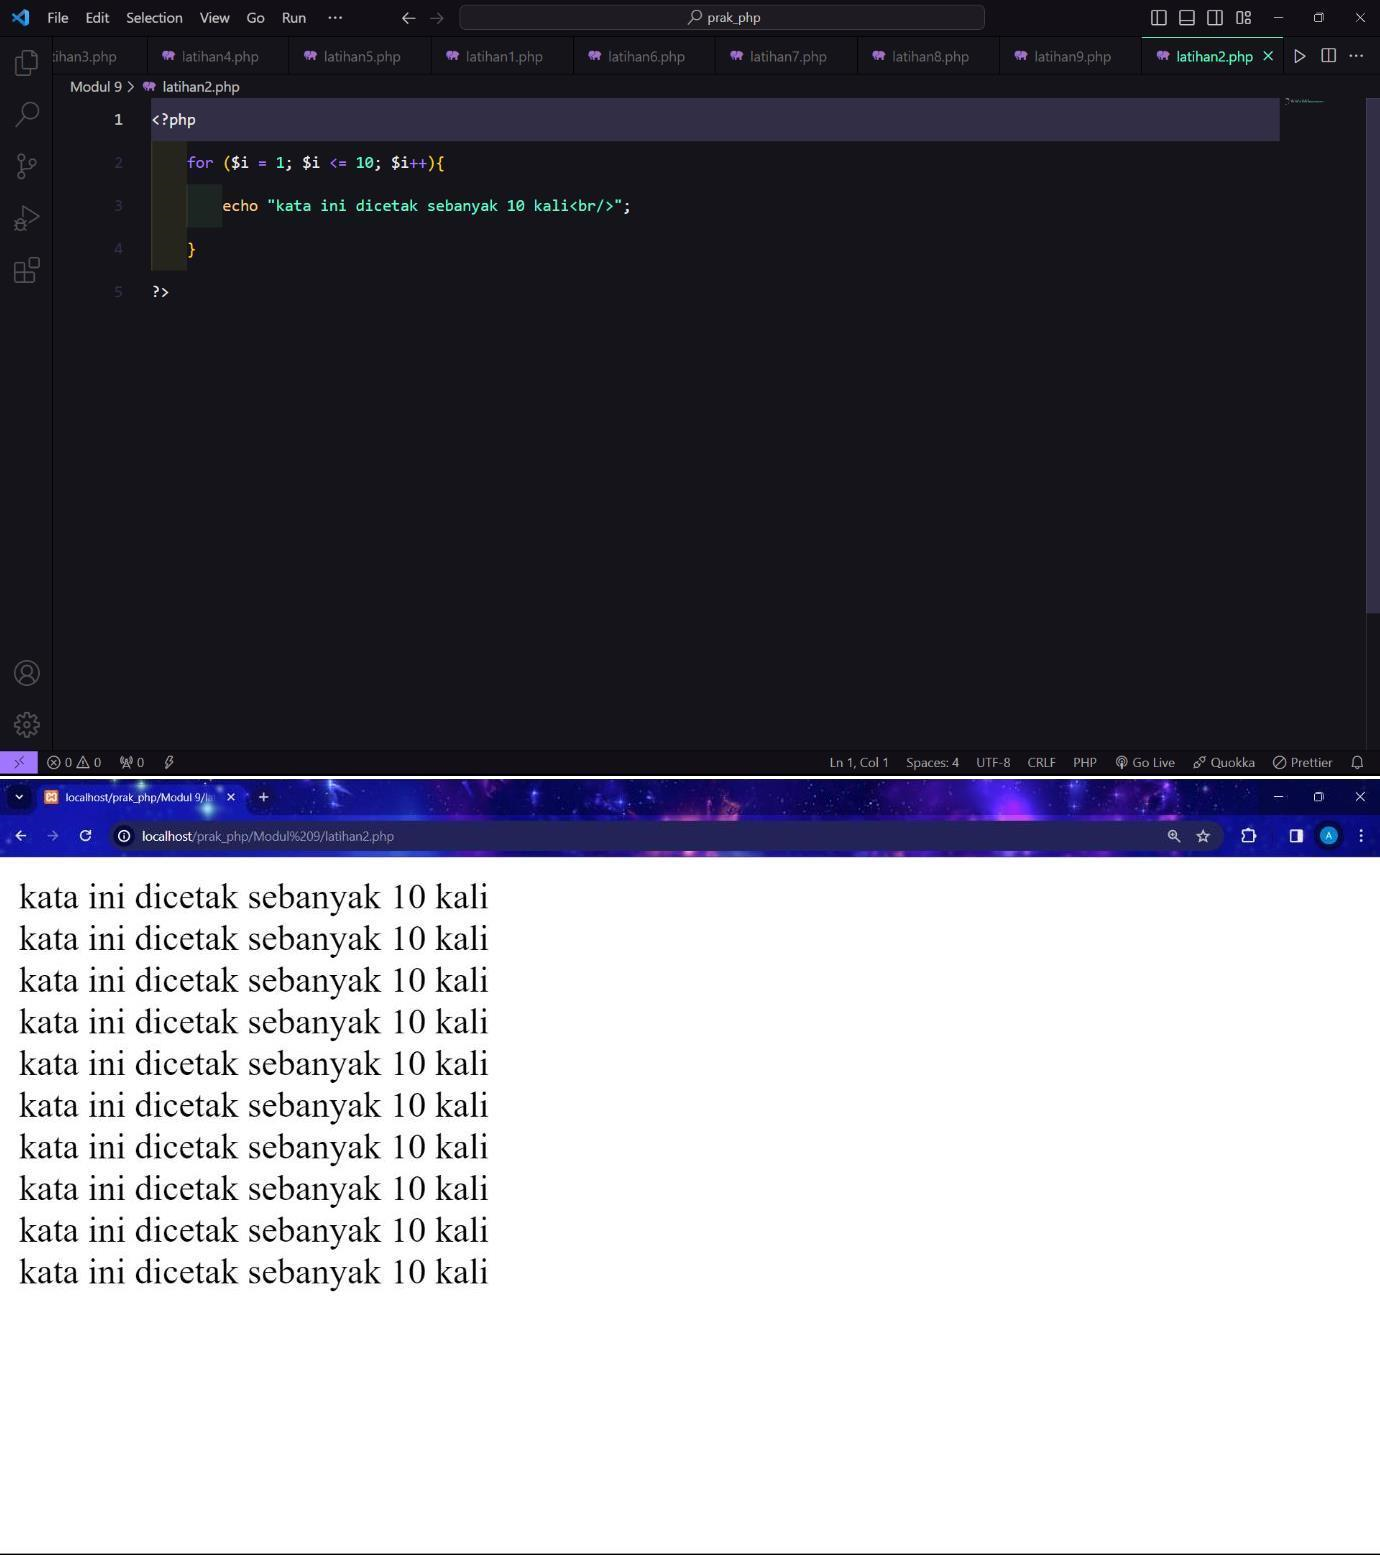 File Edit Selection View Go Run ··· prak_php
tihan3.php latihan4.php latihan5.php latihan1.php latihan6.php latihan7.php latihan8.php latihan9.php latihan2.php
Modul 9 > latihan2.php
1 <?php
2 for ($i = 1; $i <= 10; $i++){
3 echo "kata ini dicetak sebanyak 10 kali<br/>";
4 }
5 ?>
0 0 0 Ln 1, Col 1 Spaces: 4 UTF-8 CRLF PHP Go Live Quokka Prettier
localhost/prak_php/Modul 9/la
localhost/prak_php/Modul%209/latihan2.php A
kata ini dicetak sebanyak 10 kali
kata ini dicetak sebanyak 10 kali
kata ini dicetak sebanyak 10 kali
kata ini dicetak sebanyak 10 kali
kata ini dicetak sebanyak 10 kali
kata ini dicetak sebanyak 10 kali
kata ini dicetak sebanyak 10 kali
kata ini dicetak sebanyak 10 kali
kata ini dicetak sebanyak 10 kali
kata ini dicetak sebanyak 10 kali